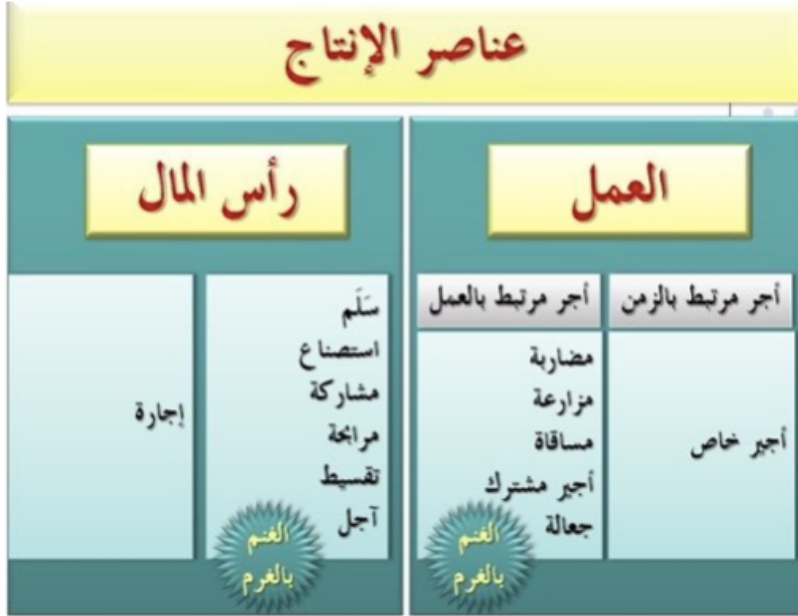 عناصر الإنتاج
العمل
أجر مرتبط بالزمن
أجير خاص
أجر مرتبط بالعمل
مضاربة
مزارعة
مساقاة
أجير مشترك
جعالة
الغنم
بالغرم
رأس المال
سَلَم
استصناع
مشاركة
مرابحة
تقسيط
آجل
الغنم
بالغرم
إجارة